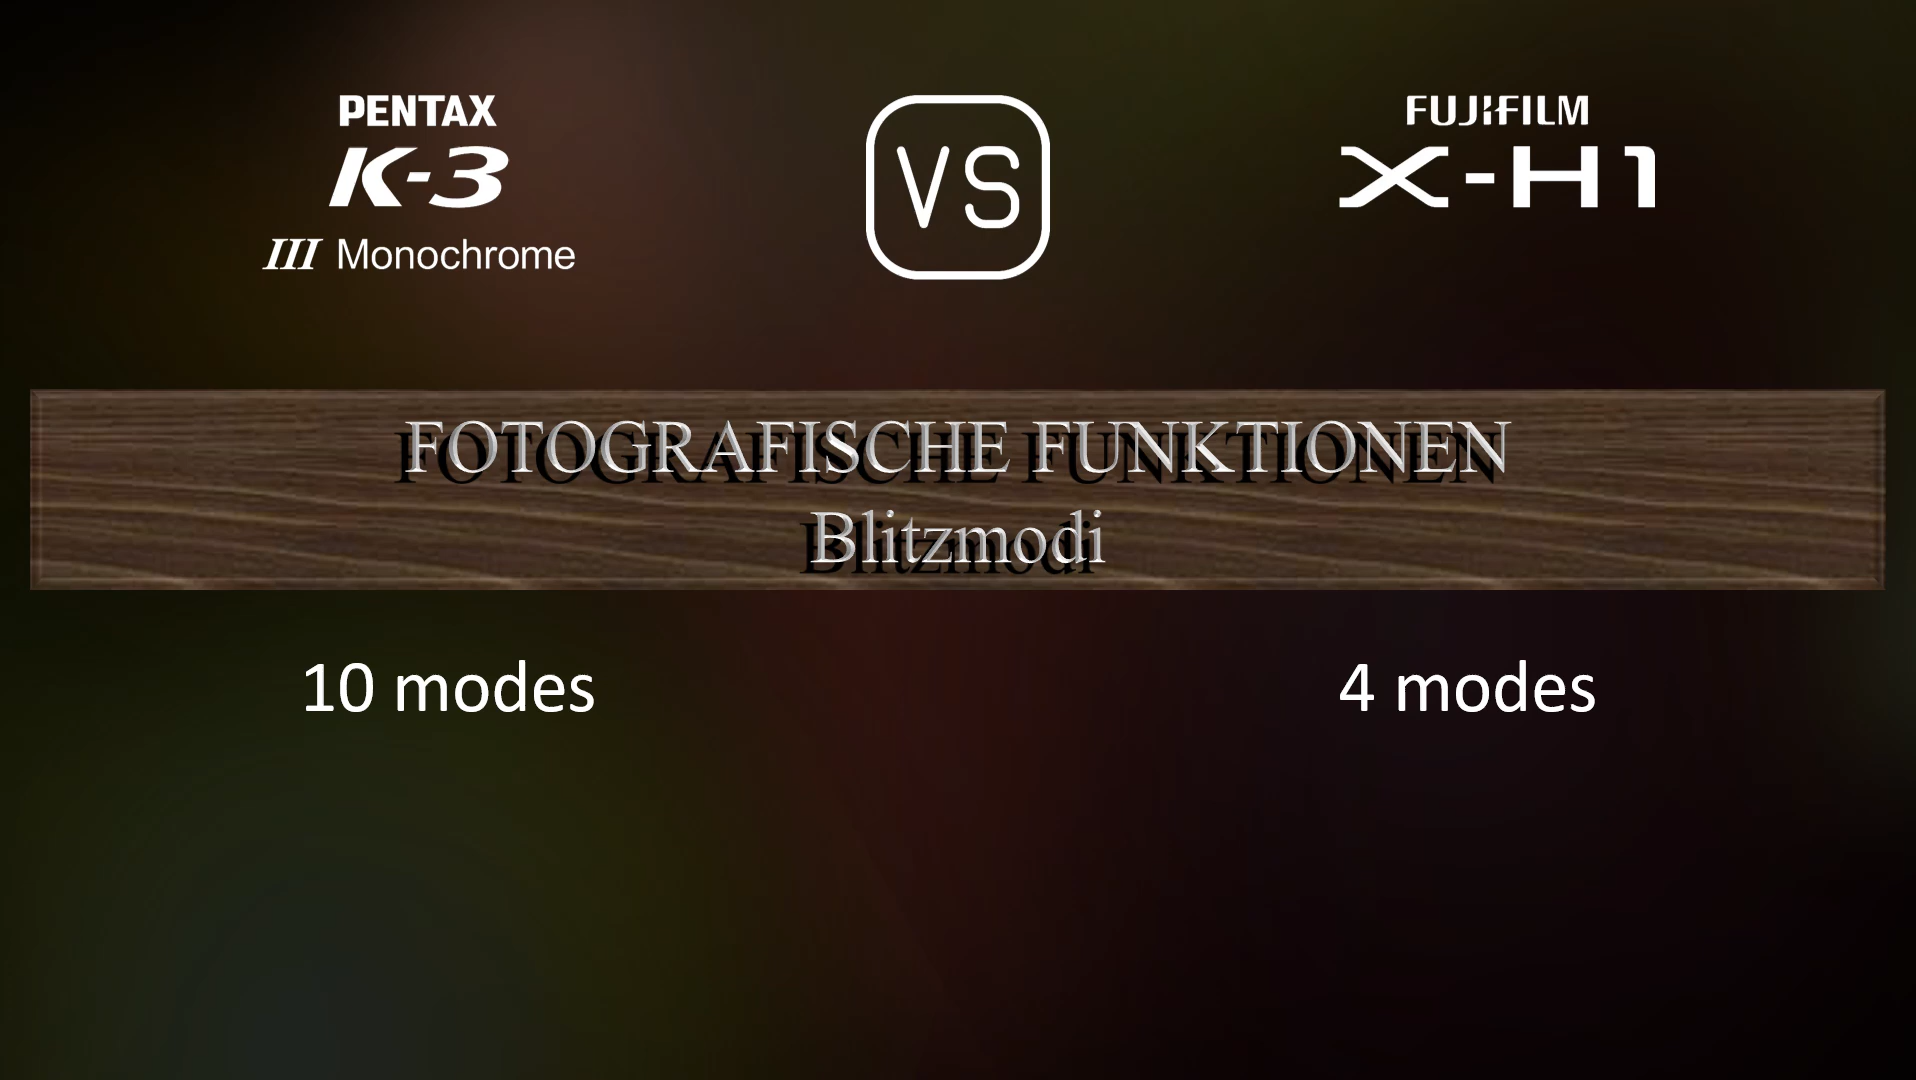 PENTAX
K-3
III Monochrome
VS
FUJIFILM
X-H1
FOTOGRAFISCHE FUNKTIONEN
Blitzmodi
10 modes
4 modes